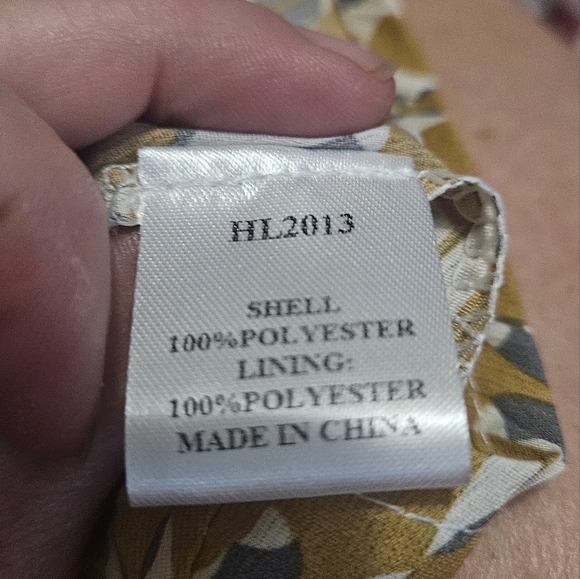 HL2013
SHELL
100%POLYESTER
LINING:
100%POLYESTER
MADE IN CHINA